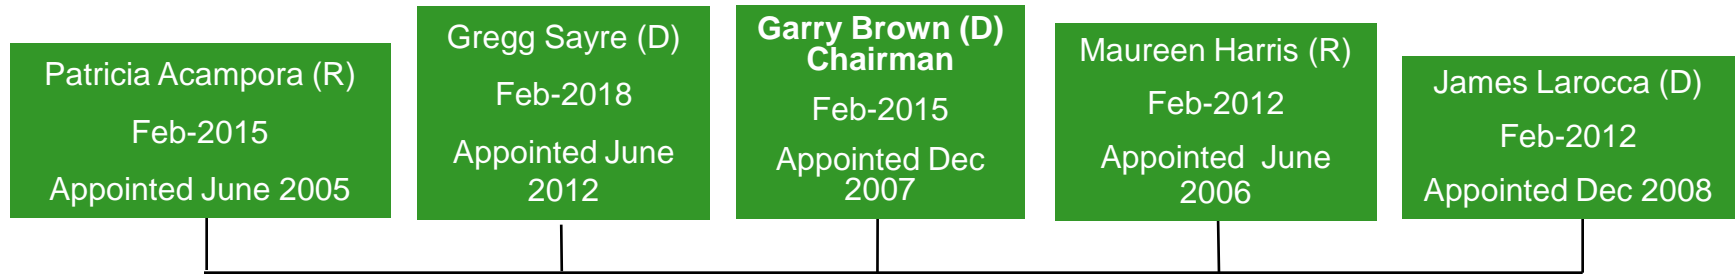 Patricia Acampora (R)
Feb-2015
Appointed June 2005
Gregg Sayre (D)
Feb-2018
Appointed June
2012
Garry Brown (D)
Chairman
Feb-2015
Appointed Dec
2007
Maureen Harris (R)
Feb-2012
Appointed June
2006
James Larocca (D)
Feb-2012
Appointed Dec 2008